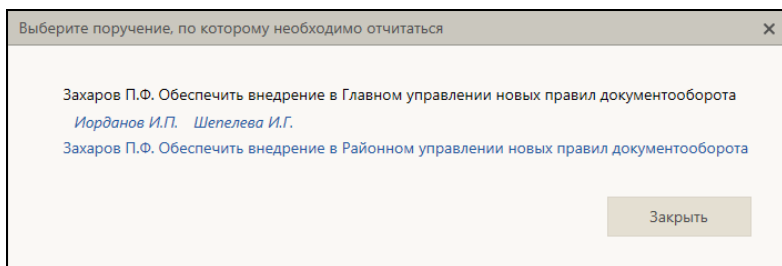 Выберите поручение, по которому необходимо отчитаться
Захаров П.Ф. Обеспечить внедрение в Главном управлении новых правил документооборота
Иорданов И.П. Шепелева И.Г.
Захаров П.Ф. Обеспечить внедрение в Районном управлении новых правил документооборота
Закрыть